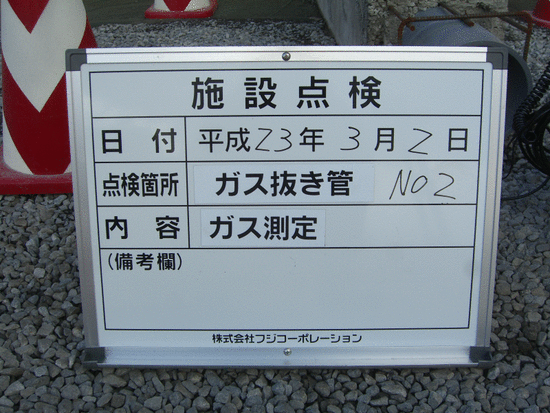 施設点検
日付 平成23年3月2日
点検箇所 ガス抜き管 NO2
内容 ガス測定
(備考欄)
株式会社フジコーポレーション